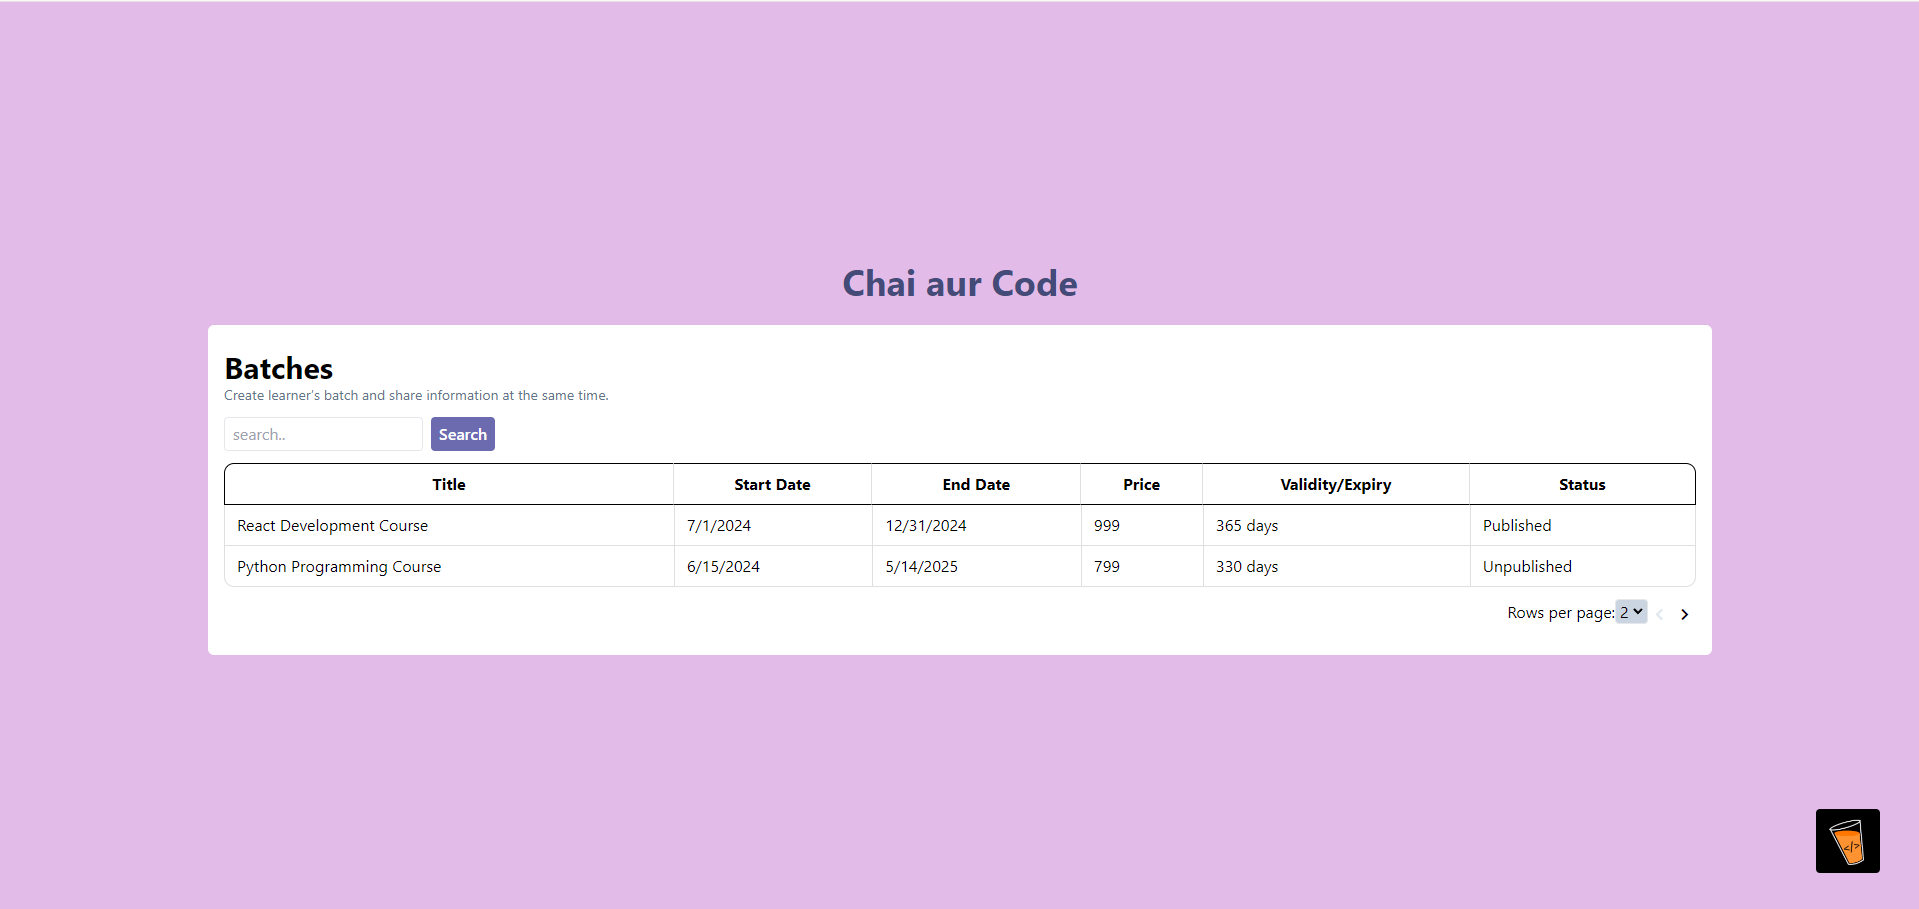 Chai aur Code
Batches
Create learner's batch and share information at the same time.
search.. Search
Title Start Date End Date Price Validity/Expiry Status
React Development Course 7/1/2024 12/31/2024 999 365 days Published
Python Programming Course 6/15/2024 5/14/2025 799 330 days Unpublished
Rows per page: 2
</>